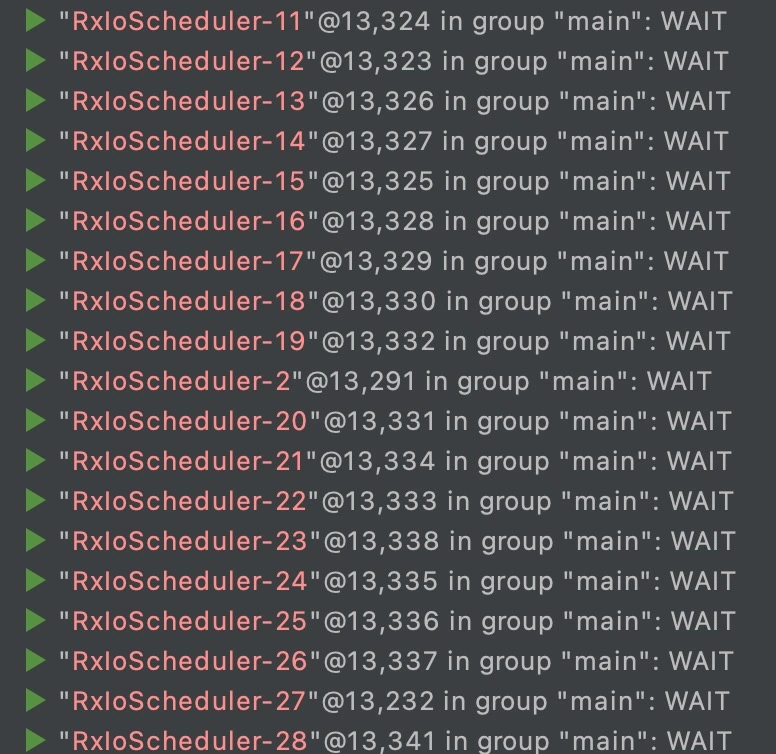 "RxIoScheduler-11"@13,324 in group "main": WAIT
"RxIoScheduler-12"@13,323 in group "main": WAIT
"RxIoScheduler-13"@13,326 in group "main": WAIT
"RxIoScheduler-14"@13,327 in group "main": WAIT
"RxIoScheduler-15"@13,325 in group "main": WAIT
"RxIoScheduler-16"@13,328 in group "main": WAIT
"RxIoScheduler-17"@13,329 in group "main": WAIT
"RxIoScheduler-18"@13,330 in group "main": WAIT
"RxIoScheduler-19"@13,332 in group "main": WAIT
"RxIoScheduler-2"@13,291 in group "main": WAIT
"RxIoScheduler-20"@13,331 in group "main": WAIT
"RxIoScheduler-21"@13,334 in group "main": WAIT
"RxIoScheduler-22"@13,333 in group "main": WAIT
"RxIoScheduler-23"@13,338 in group "main": WAIT
"RxIoScheduler-24"@13,335 in group "main": WAIT
"RxIoScheduler-25"@13,336 in group "main": WAIT
"RxIoScheduler-26"@13,337 in group "main": WAIT
"RxIoScheduler-27"@13,232 in group "main": WAIT
"RxIoScheduler-28"@13,341 in group "main": WAIT